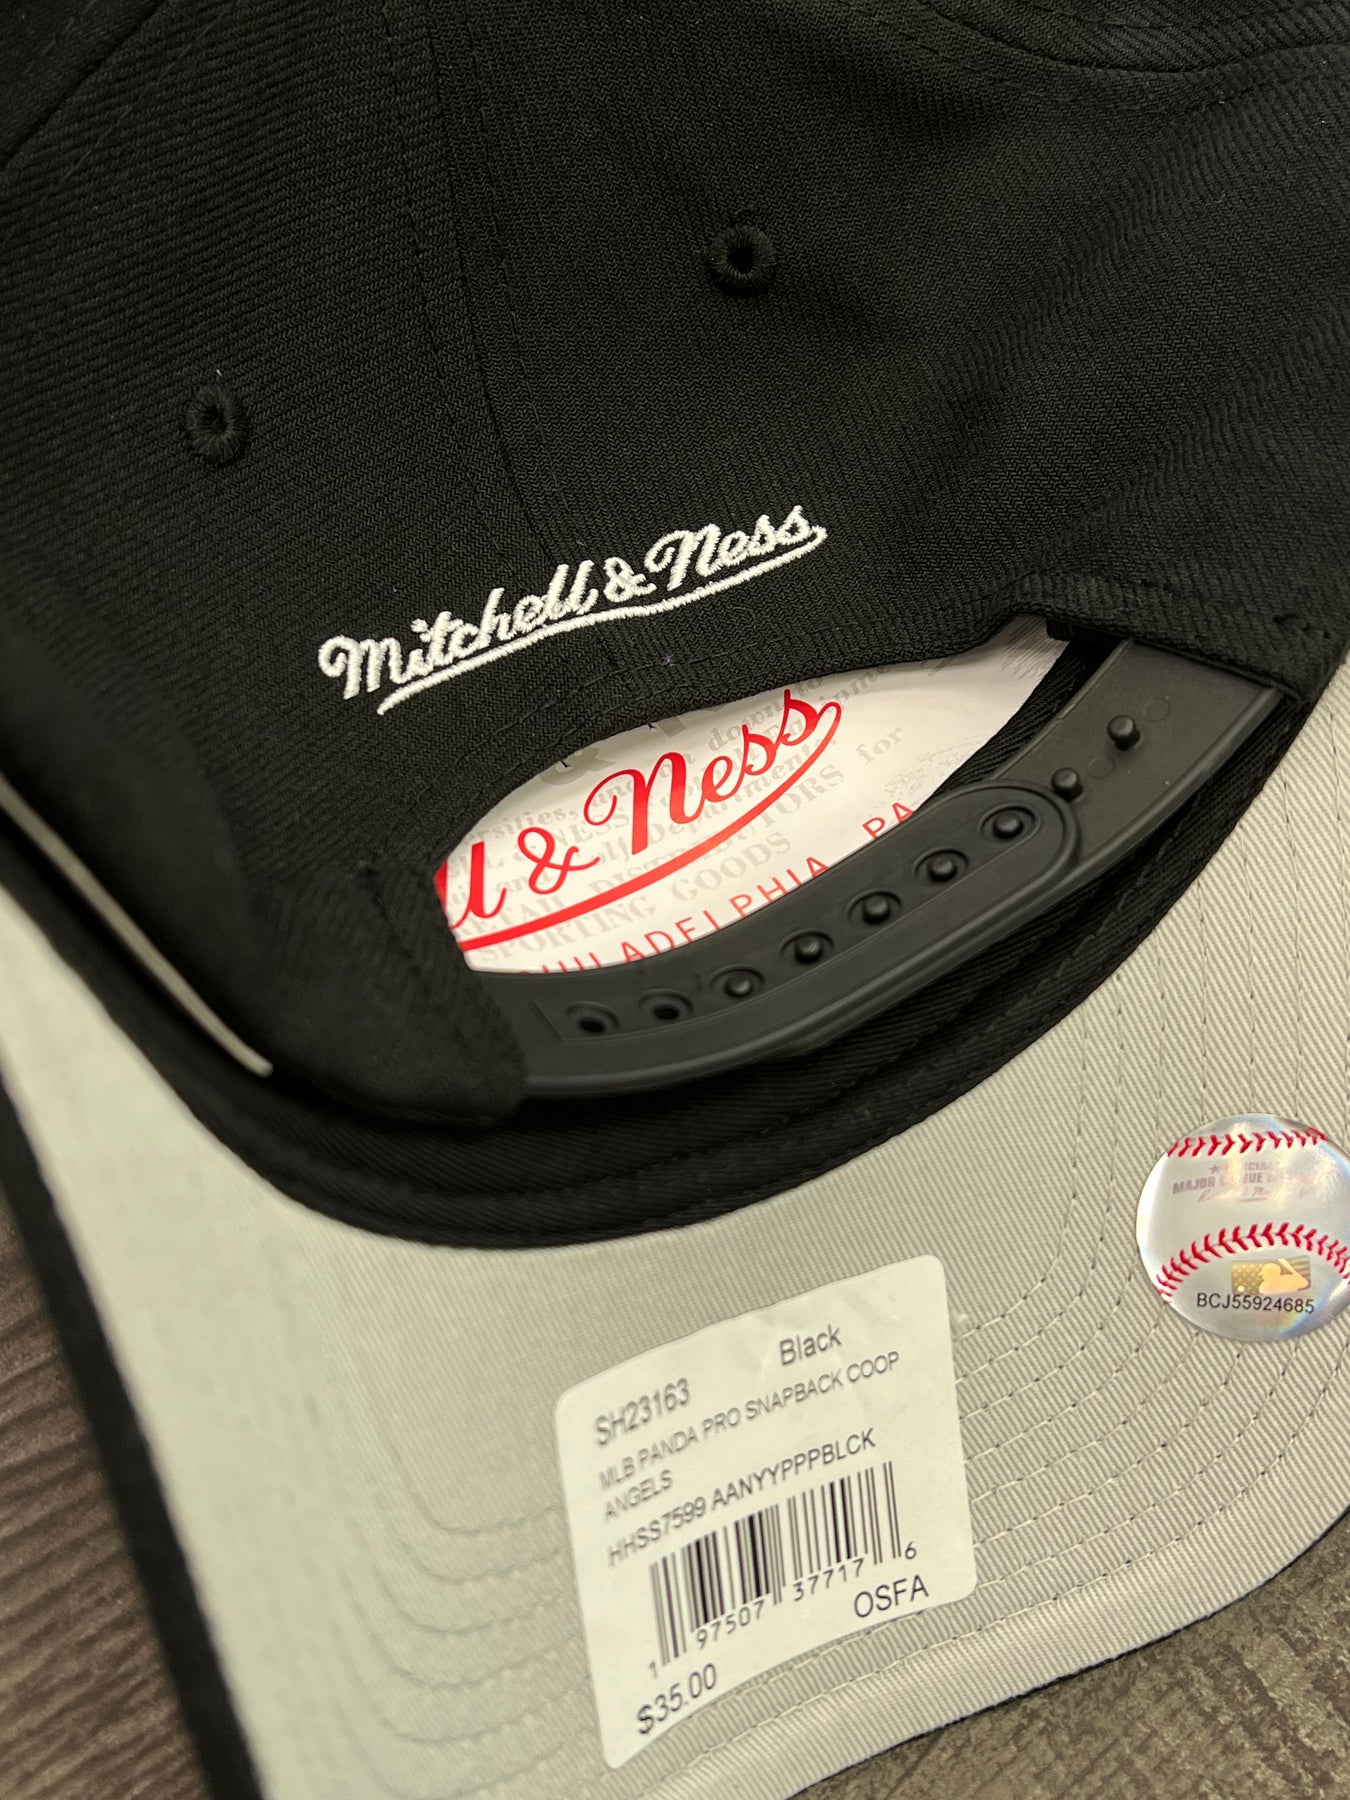 Mitchell & Ness
& Ness
SPORTING GOODS
PHILADELPHIA, PA
MAJOR
BCJ55924685
Black
SH23163
MLB PANDA PRO SNAPBACK COOP
ANGELS
HHSS7599 AANYYPPPBLCK
1 97507 37717 6
OSFA
$35.00